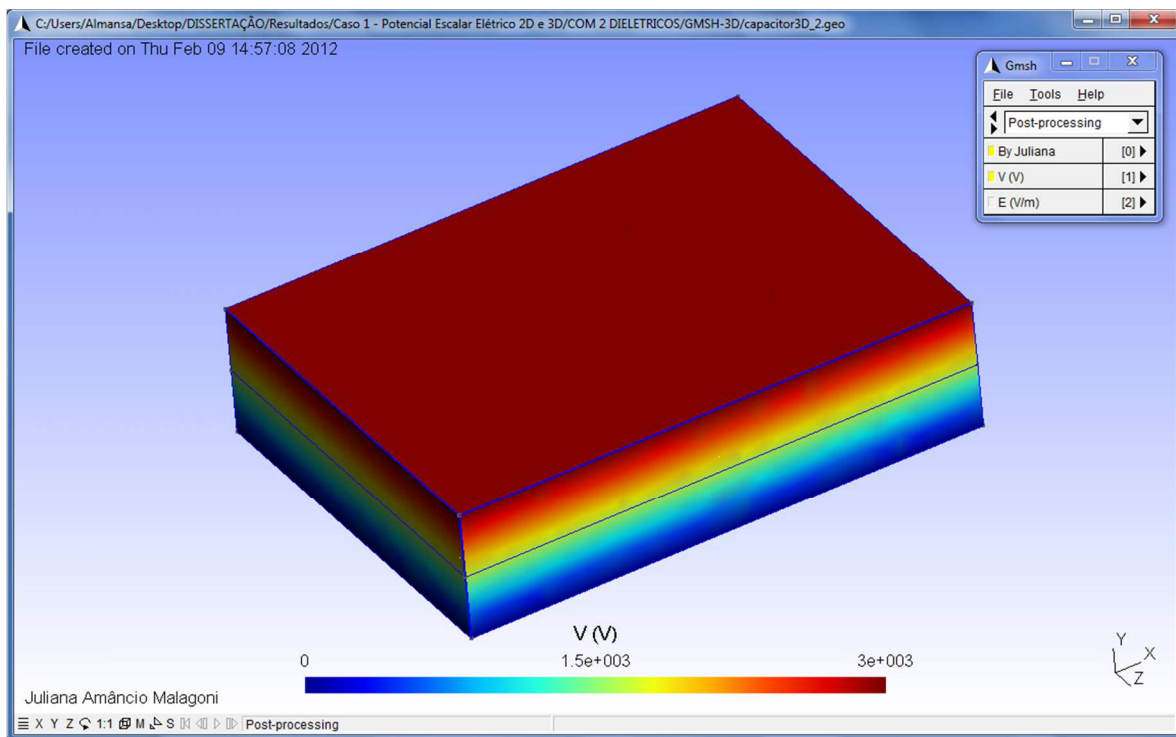 C:/Users/Almansa/Desktop/DISSERTAÇÃO/Resultados/Caso 1 - Potencial Escalar Elétrico 2D e 3D/COM 2 DIELETRICOS/GMSH-3D/capacitor3D_2.geo
File created on Thu Feb 09 14:57:08 2012
Gmsh
File Tools Help
Post-processing
By Juliana [0]
V (V) [1]
E (V/m) [2]
V (V)
0 1.5e+003 3e+003
Y
X
Z
Juliana Amâncio Malagoni
X Y Z 1:1 M S Post-processing